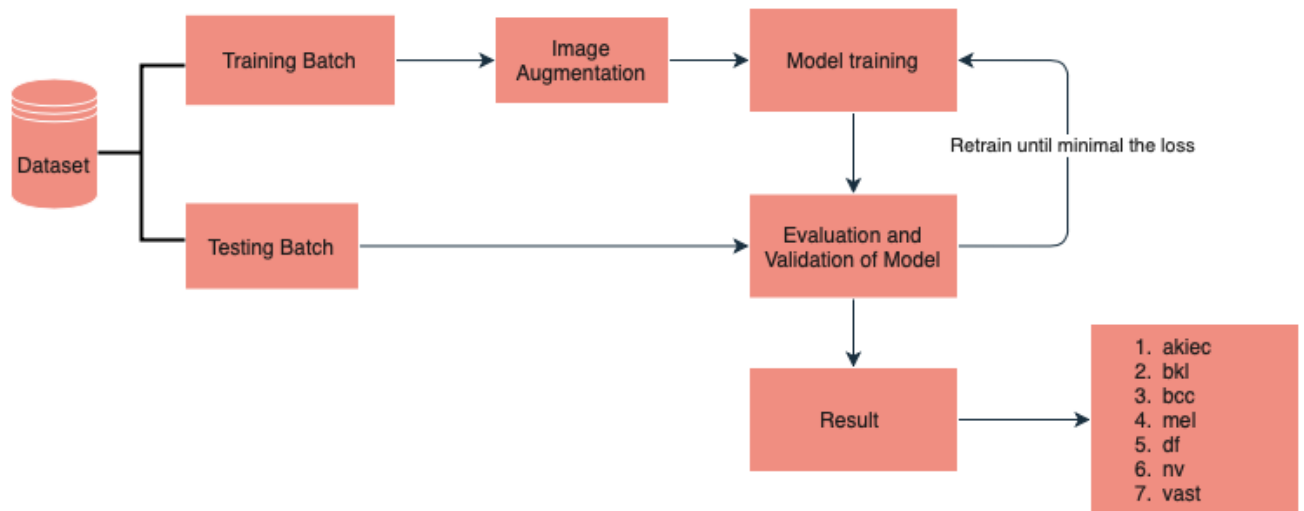 Training Batch
Image
Augmentation
Model training
Dataset
Retrain until minimal the loss
Testing Batch
Evaluation and
Validation of Model
Result
1. akiec
2. bkl
3. bcc
4. mel
5. df
6. nv
7. vast